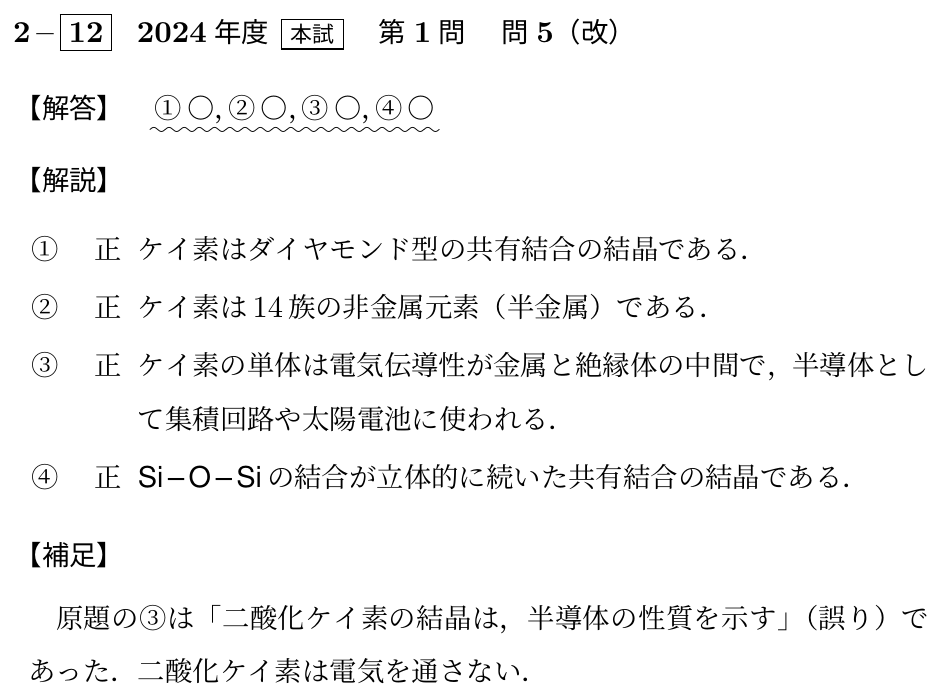 2－12 2024 年度 本試 第 1 問 問 5（改）
【解答】 ①○,②○,③○,④○
【解説】
① 正 ケイ素はダイヤモンド型の共有結合の結晶である．
② 正 ケイ素は 14 族の非金属元素（半金属）である．
③ 正 ケイ素の単体は電気伝導性が金属と絶縁体の中間で，半導体とし
て集積回路や太陽電池に使われる．
④ 正 Si－O－Si の結合が立体的に続いた共有結合の結晶である．
【補足】
原題の③は「二酸化ケイ素の結晶は，半導体の性質を示す」（誤り）で
あった．二酸化ケイ素は電気を通さない．